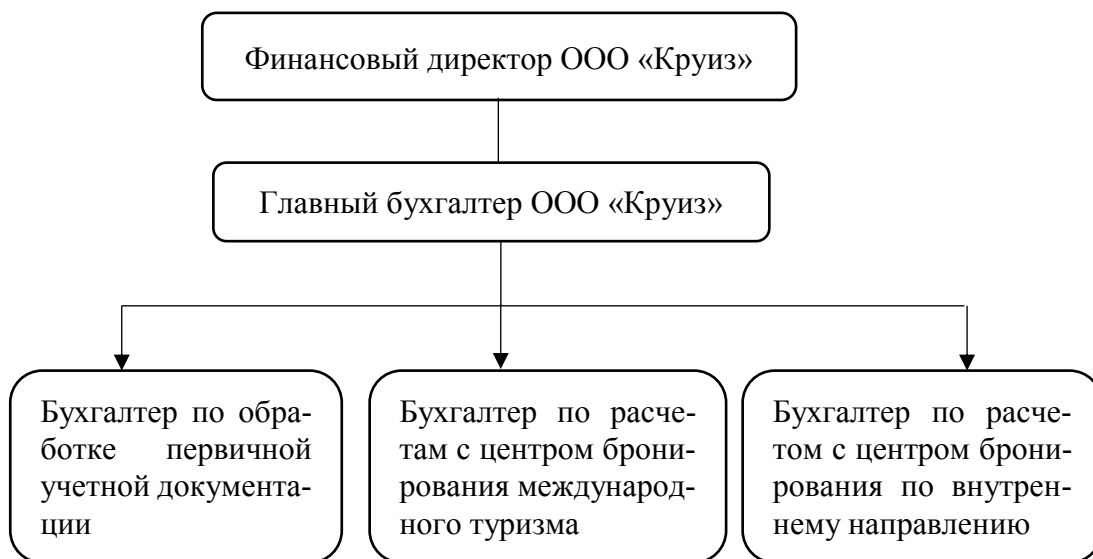 Финансовый директор ООО «Круиз»
Главный бухгалтер ООО «Круиз»
Бухгалтер по обра-
ботке первичной
учетной документа-
ции
Бухгалтер по расче-
там с центром брони-
рования международ-
ного туризма
Бухгалтер по расче-
том с центром брони-
рования по внутрен-
нему направлению